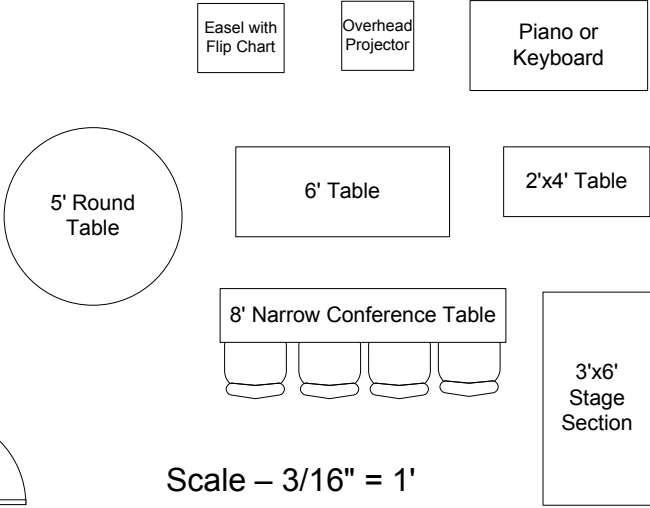 Easel with
Flip Chart
Overhead
Projector
Piano or
Keyboard
5' Round
Table
6' Table
2'x4' Table
8' Narrow Conference Table
3'x6'
Stage
Section
Scale – 3/16" = 1'